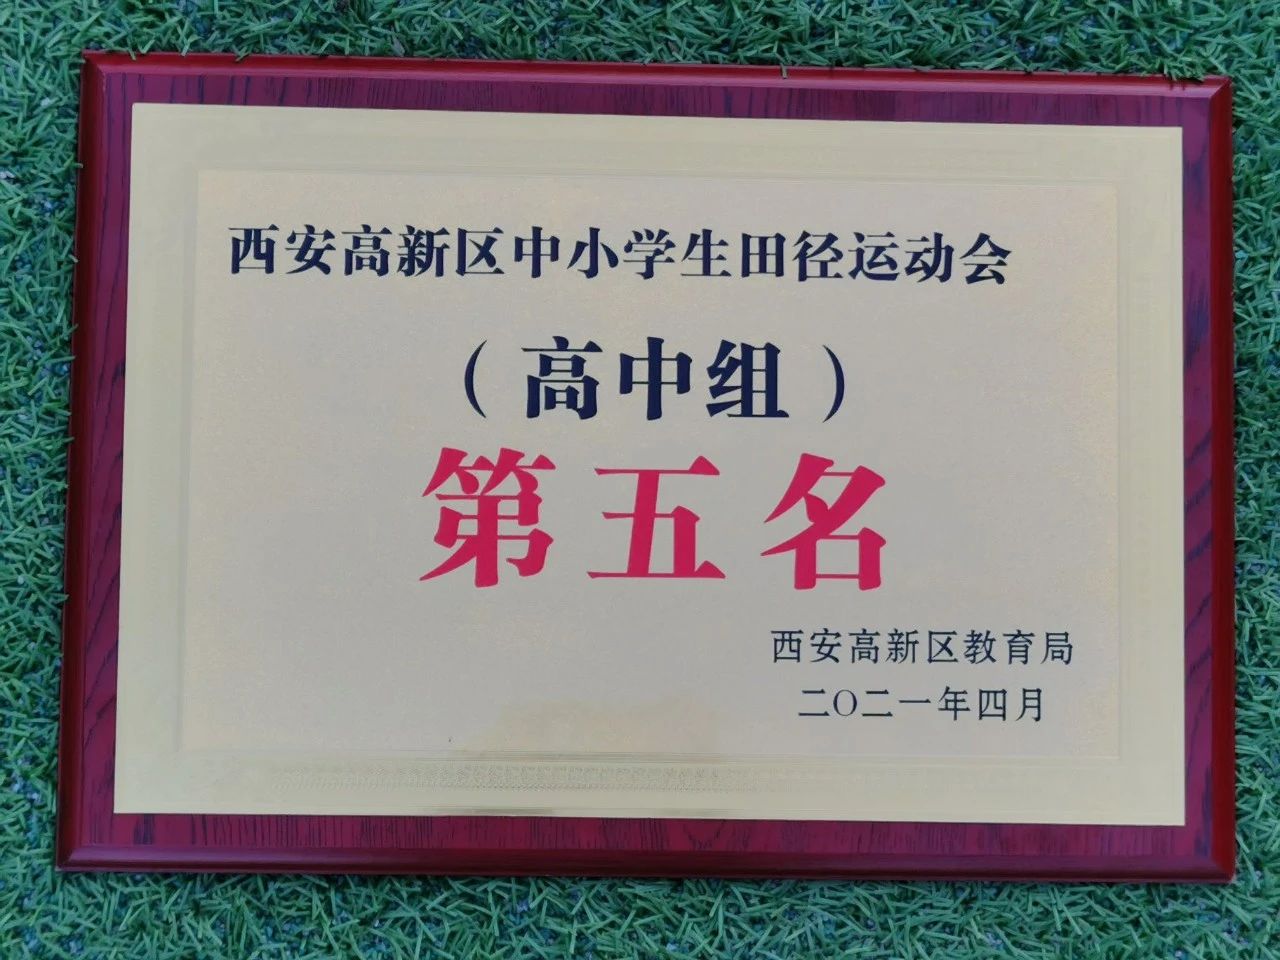 西安高新区中小学生田径运动会
（高中组）
第五名
西安高新区教育局
二〇二一年四月